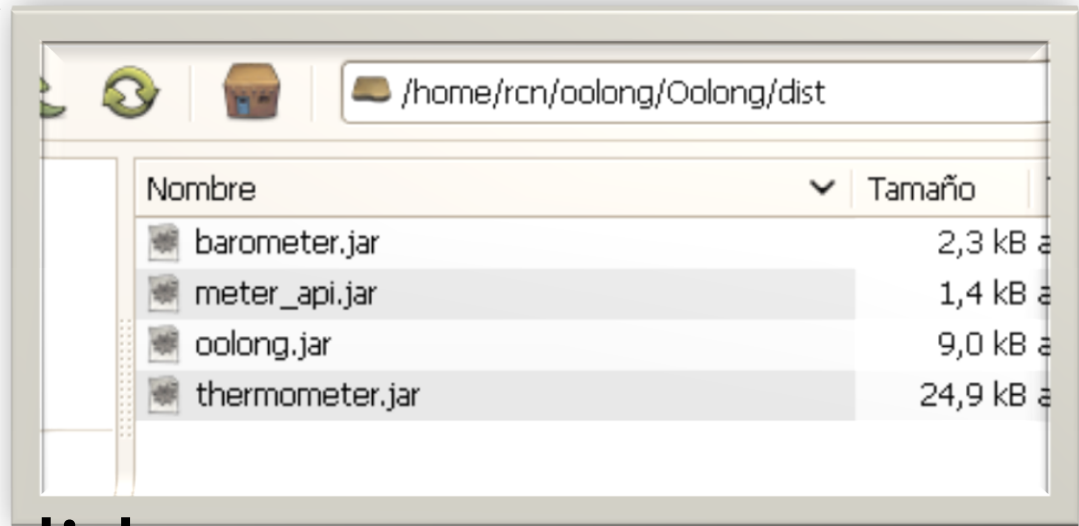 /home/rcn/oolong/Oolong/dist
Nombre Tamaño
barometer.jar 2,3 kB
meter_api.jar 1,4 kB
oolong.jar 9,0 kB
thermometer.jar 24,9 kB